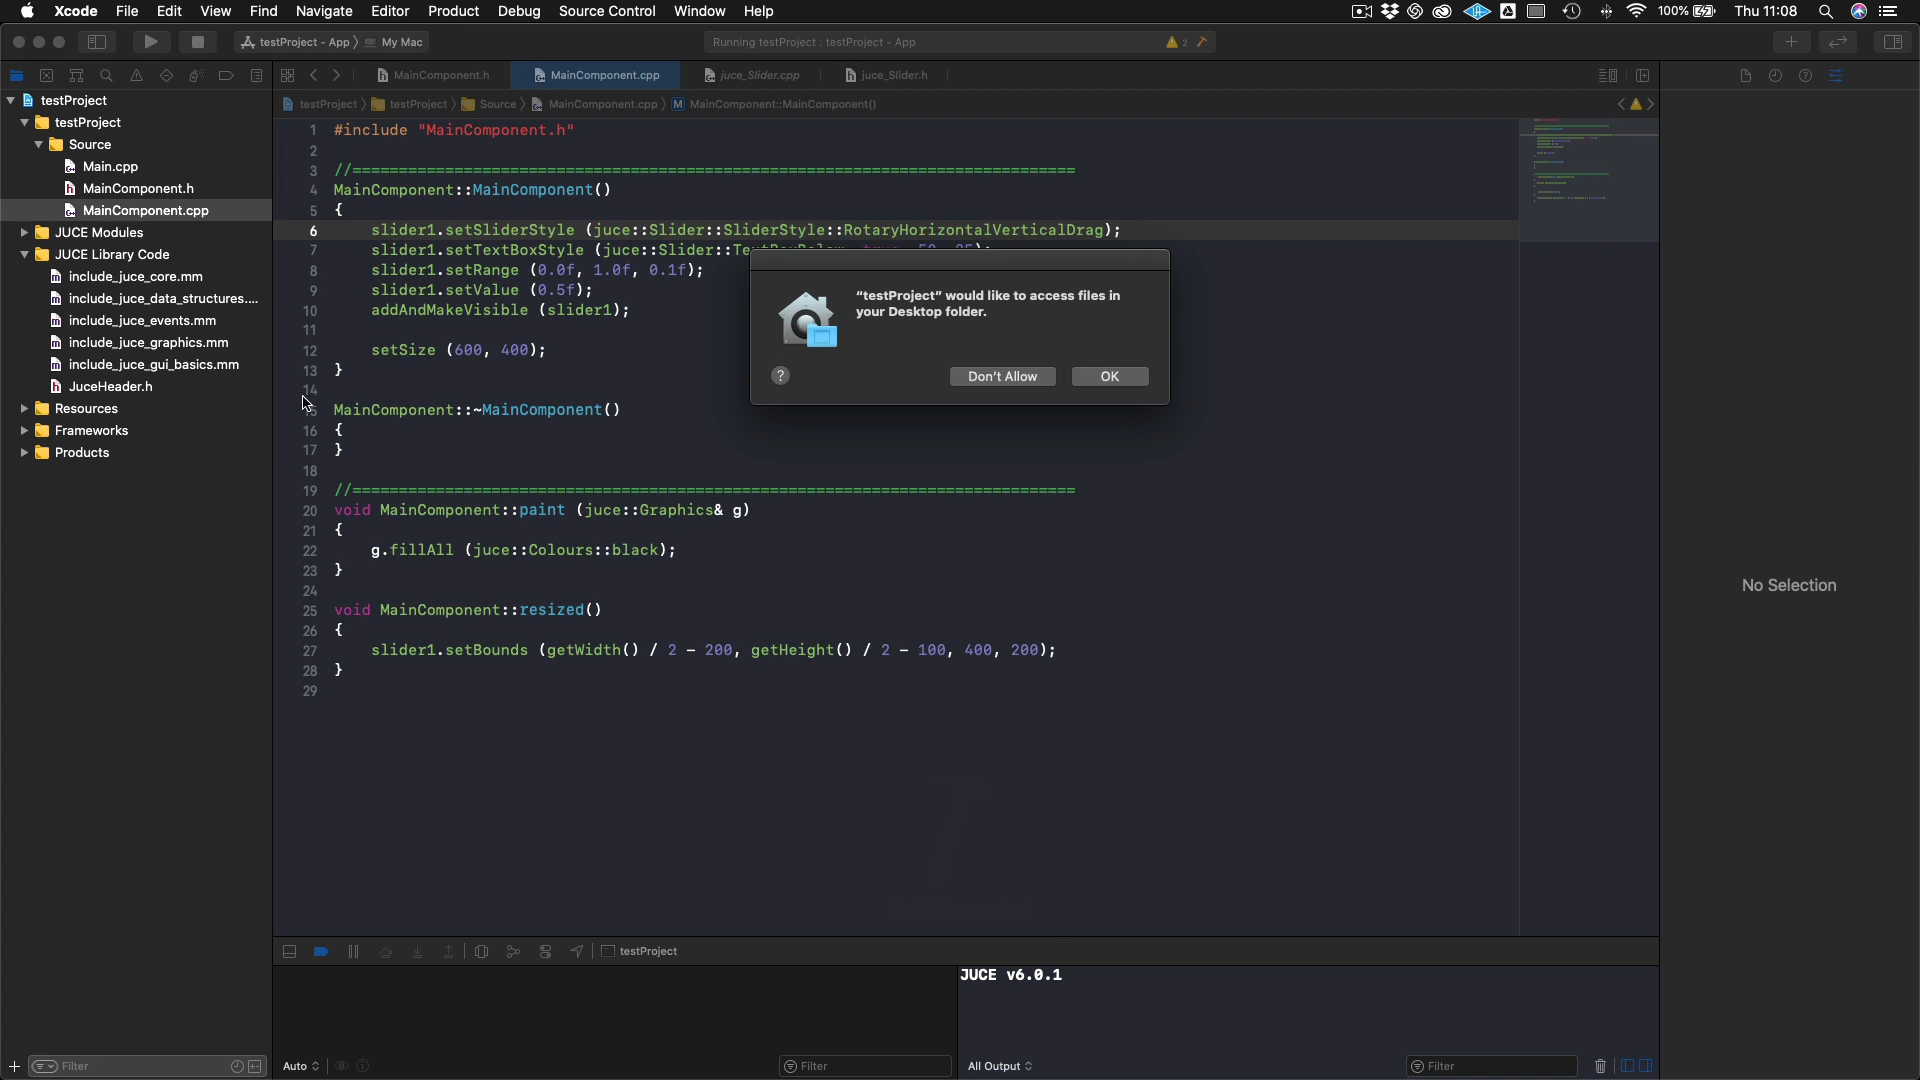 Xcode File Edit View Find Navigate Editor Product Debug Source Control Window Help 100% Thu 11:08
testProject - App My Mac Running testProject : testProject - App 2
MainComponent.h MainComponent.cpp juce_Slider.cpp juce_Slider.h
testProject testProject Source MainComponent.cpp M MainComponent::MainComponent()
testProject
testProject
Source
Main.cpp
MainComponent.h
MainComponent.cpp
JUCE Modules
JUCE Library Code
include_juce_core.mm
include_juce_data_structures....
include_juce_events.mm
include_juce_graphics.mm
include_juce_gui_basics.mm
JuceHeader.h
Resources
Frameworks
Products
Filter
1 #include "MainComponent.h"
2
3 //==============================================================================
4 MainComponent::MainComponent()
5 {
6 slider1.setSliderStyle (juce::Slider::SliderStyle::RotaryHorizontalVerticalDrag);
7 slider1.setTextBoxStyle (juce::Slider::
8 slider1.setRange (0.0f, 1.0f, 0.1f);
9 slider1.setValue (0.5f);
10 addAndMakeVisible (slider1);
11
12 setSize (600, 400);
13 }
14
15 MainComponent::~MainComponent()
16 {
17 }
18
19 //==============================================================================
20 void MainComponent::paint (juce::Graphics& g)
21 {
22 g.fillAll (juce::Colours::black);
23 }
24
25 void MainComponent::resized()
26 {
27 slider1.setBounds (getWidth() / 2 - 200, getHeight() / 2 - 100, 400, 200);
28 }
29
“testProject” would like to access files in
your Desktop folder.
? Don’t Allow OK
No Selection
testProject
JUCE v6.0.1
Auto Filter All Output Filter